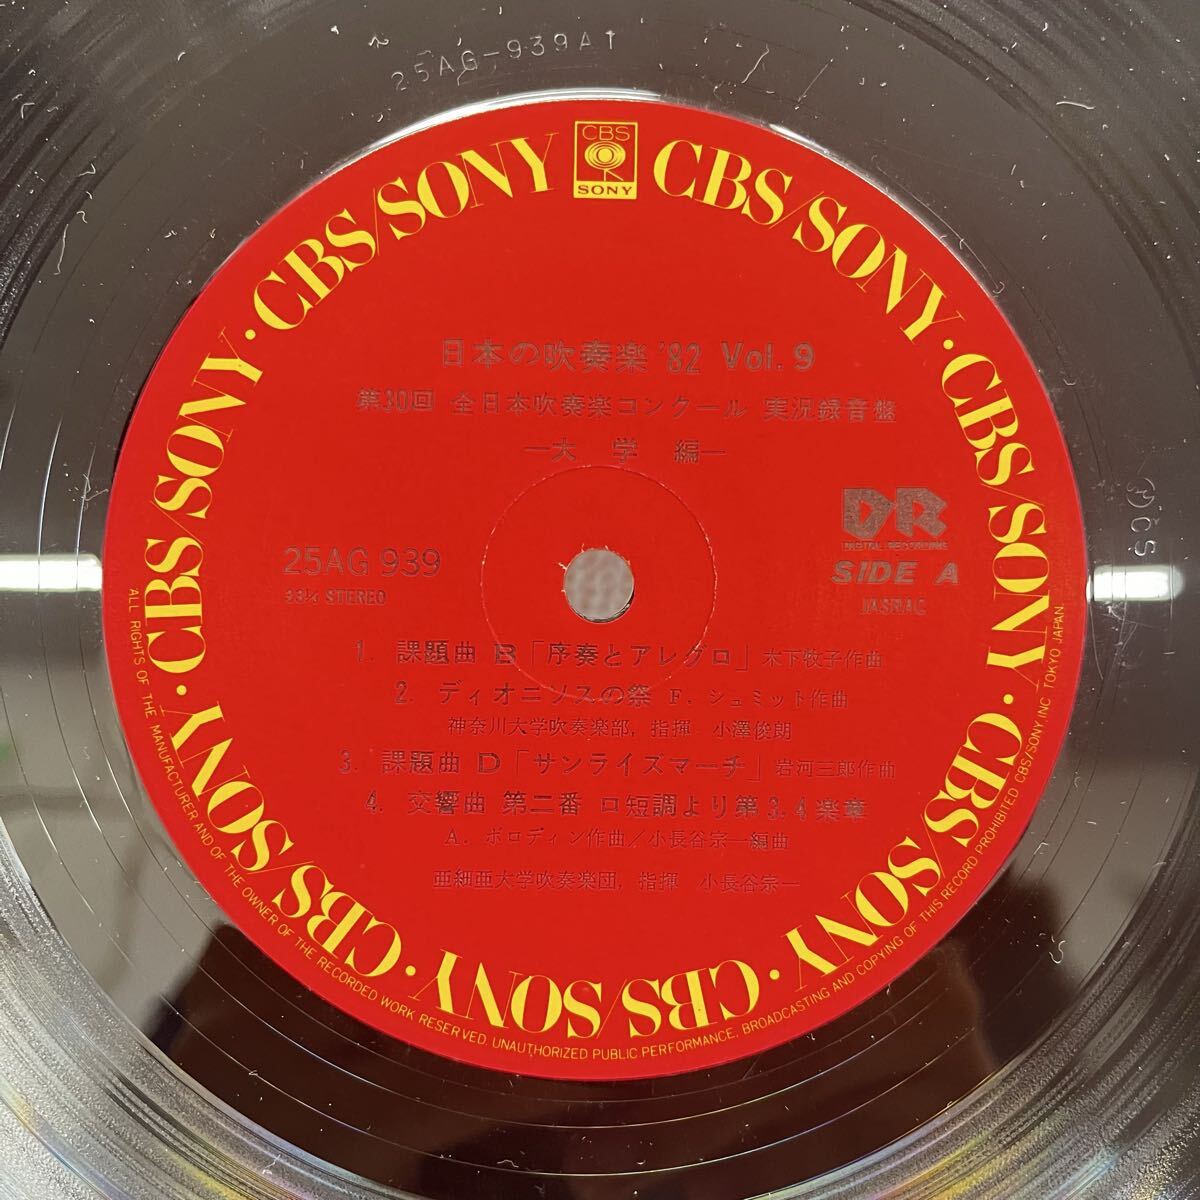 25AG-939A1
CBS
SONY
CBS/SONY · CBS/SONY · CBS/SONY · CBS/SONY · CBS/SONY · CBS/SONY · CBS/SONY · CBS/SONY
日本の吹奏楽 '82 Vol. 9
第30回 全日本吹奏楽コンクール 実況録音盤
—大 学 編—
DR
DIGITAL RECORDING
25AG 939
SIDE A
33⅓ STEREO
JASRAC
1. 課題曲 B「序奏とアレグロ」木下牧子作曲
2. ディオニソスの祭 F. シュミット作曲
神奈川大学吹奏楽部, 指揮 小澤俊朗
3. 課題曲 D「サンライズマーチ」岩河三郎作曲
4. 交響曲 第二番 ロ短調より第3.4楽章
A. ボロディン作曲/小長谷宗一編曲
亜細亜大学吹奏楽団, 指揮 小長谷宗一
ALL RIGHTS OF THE MANUFACTURER AND OF THE OWNER OF THE RECORDED WORK RESERVED. UNAUTHORIZED PUBLIC PERFORMANCE, BROADCASTING AND COPYING OF THIS RECORD PROHIBITED CBS/SONY INC. TOKYO JAPAN.
Ⓟ CS